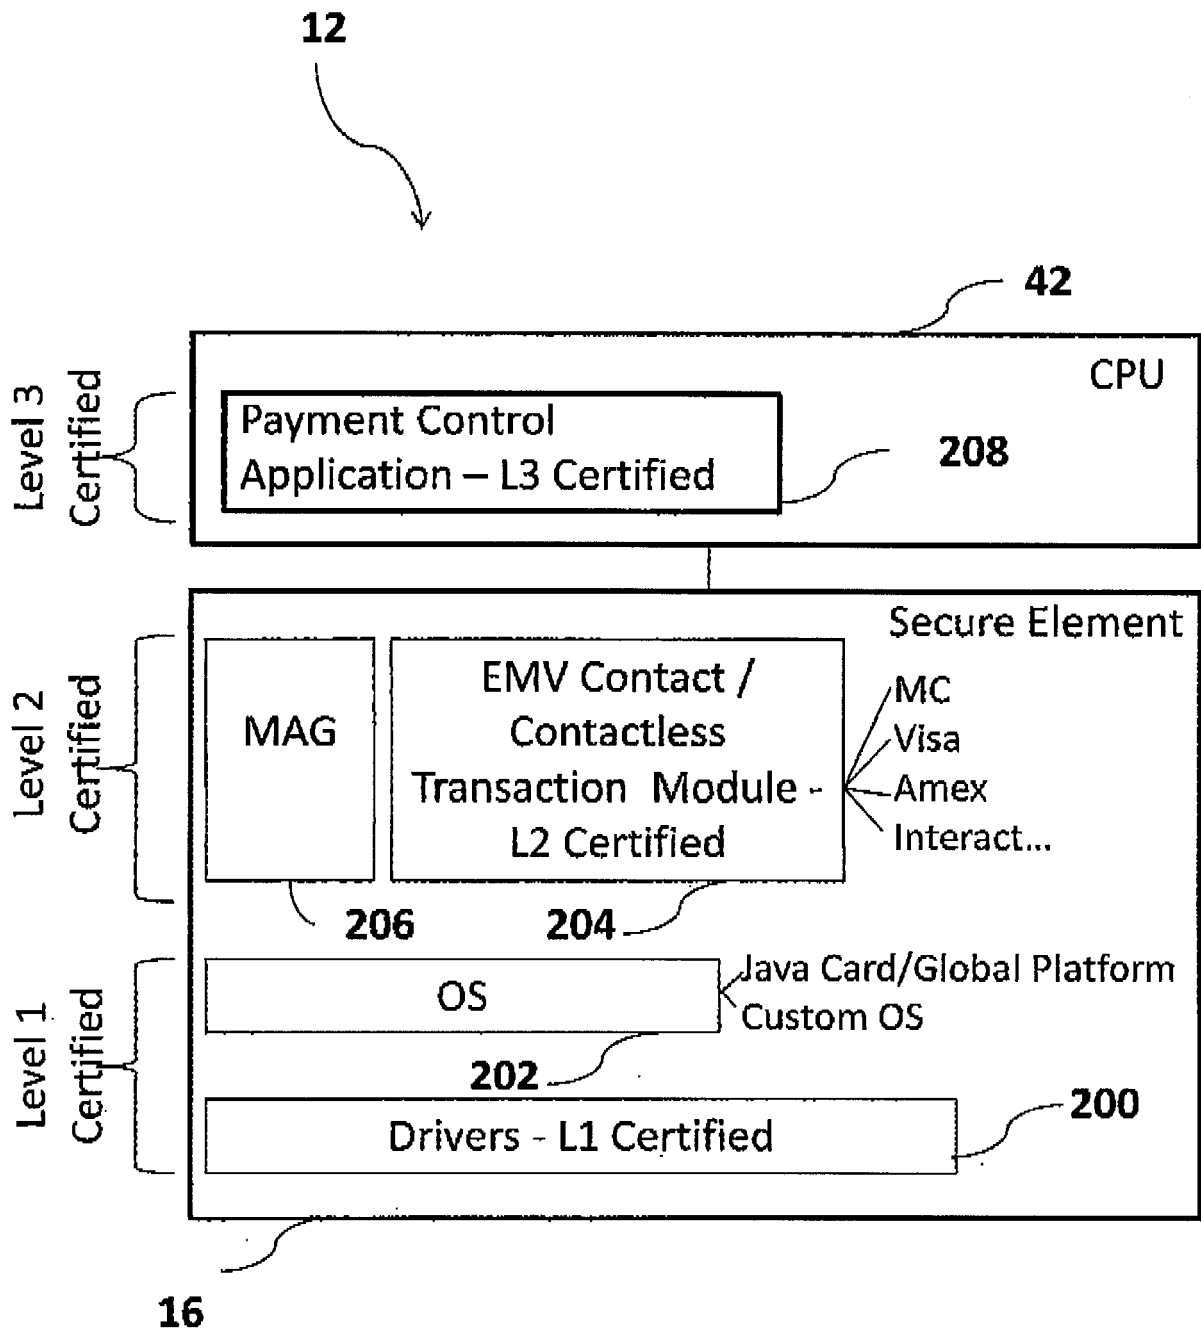 12
42
CPU
Level 3
Certified
Payment Control
Application – L3 Certified
208
Secure Element
Level 2
Certified
MAG
EMV Contact /
Contactless
Transaction Module -
L2 Certified
MC
Visa
Amex
Interact...
206
204
Level 1
Certified
OS
Java Card/Global Platform
Custom OS
202
200
Drivers - L1 Certified
16